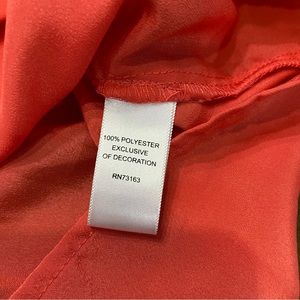 100% POLYESTER
EXCLUSIVE
OF DECORATION
RN73163